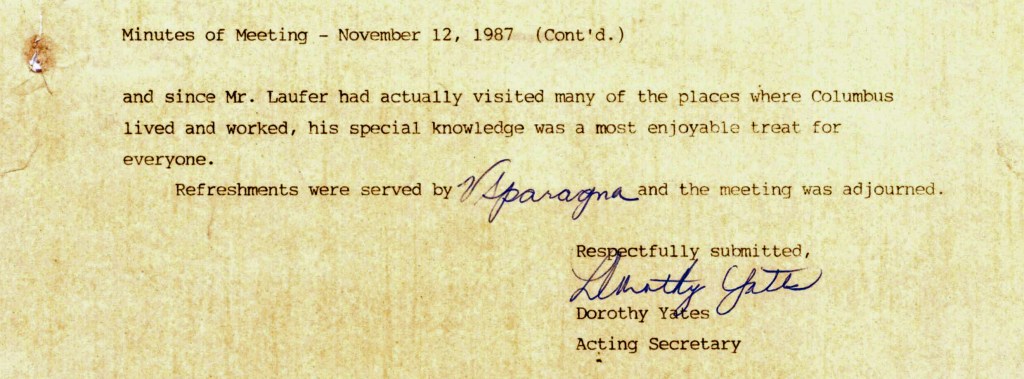 Minutes of Meeting - November 12, 1987 (Cont'd.)
and since Mr. Laufer had actually visited many of the places where Columbus
lived and worked, his special knowledge was a most enjoyable treat for
everyone.
Refreshments were served by V Sparagna and the meeting was adjourned.
Respectfully submitted,
Dorothy Yates
Dorothy Yates
Acting Secretary